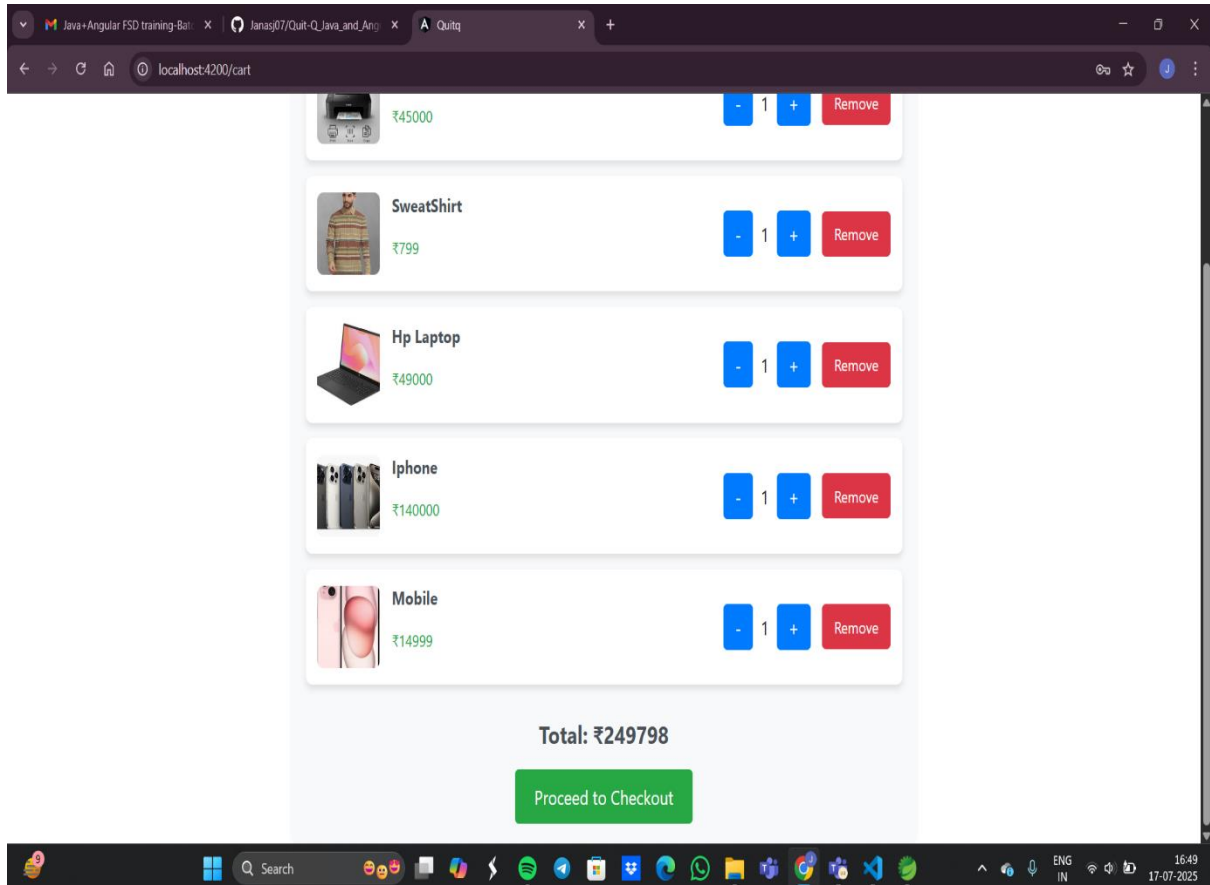 Java+Angular FSD training-Batc
Janasj07/Quit-Q_Java_and_Ang
Quitq
localhost:4200/cart
J
₹45000
- 1 + Remove
SweatShirt
₹799
- 1 + Remove
Hp Laptop
₹49000
- 1 + Remove
Iphone
₹140000
- 1 + Remove
Mobile
₹14999
- 1 + Remove
Total: ₹249798
Proceed to Checkout
9
Search
ENG
IN
16:49
17-07-2025